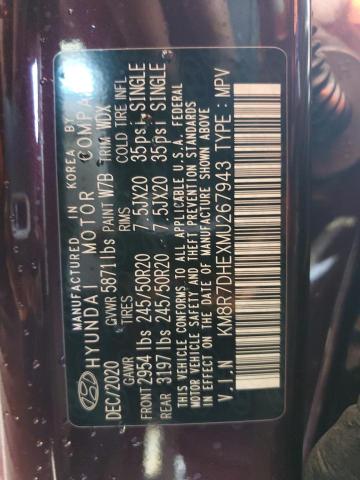 MANUFACTURED IN KOREA BY
HYUNDAI MOTOR COMPA
DEC/2020 GVWR 5871lbs PAINT W7B TRIM WDX
GAWR TIRES RIMS COLD TIRE INFL
FRONT 2954 lbs 245/50R20 7.5JX20 35psi SINGLE
REAR 3197 lbs 245/50R20 7.5JX20 35psi SINGLE
THIS VEHICLE CONFORMS TO ALL APPLICABLE U.S.A. FEDERAL
MOTOR VEHICLE SAFETY AND THEFT PREVENTION STANDARDS
IN EFFECT ON THE DATE OF MANUFACTURE SHOWN ABOVE.
V.I.N : KM8R7DHEXMU267943 TYPE : MPV